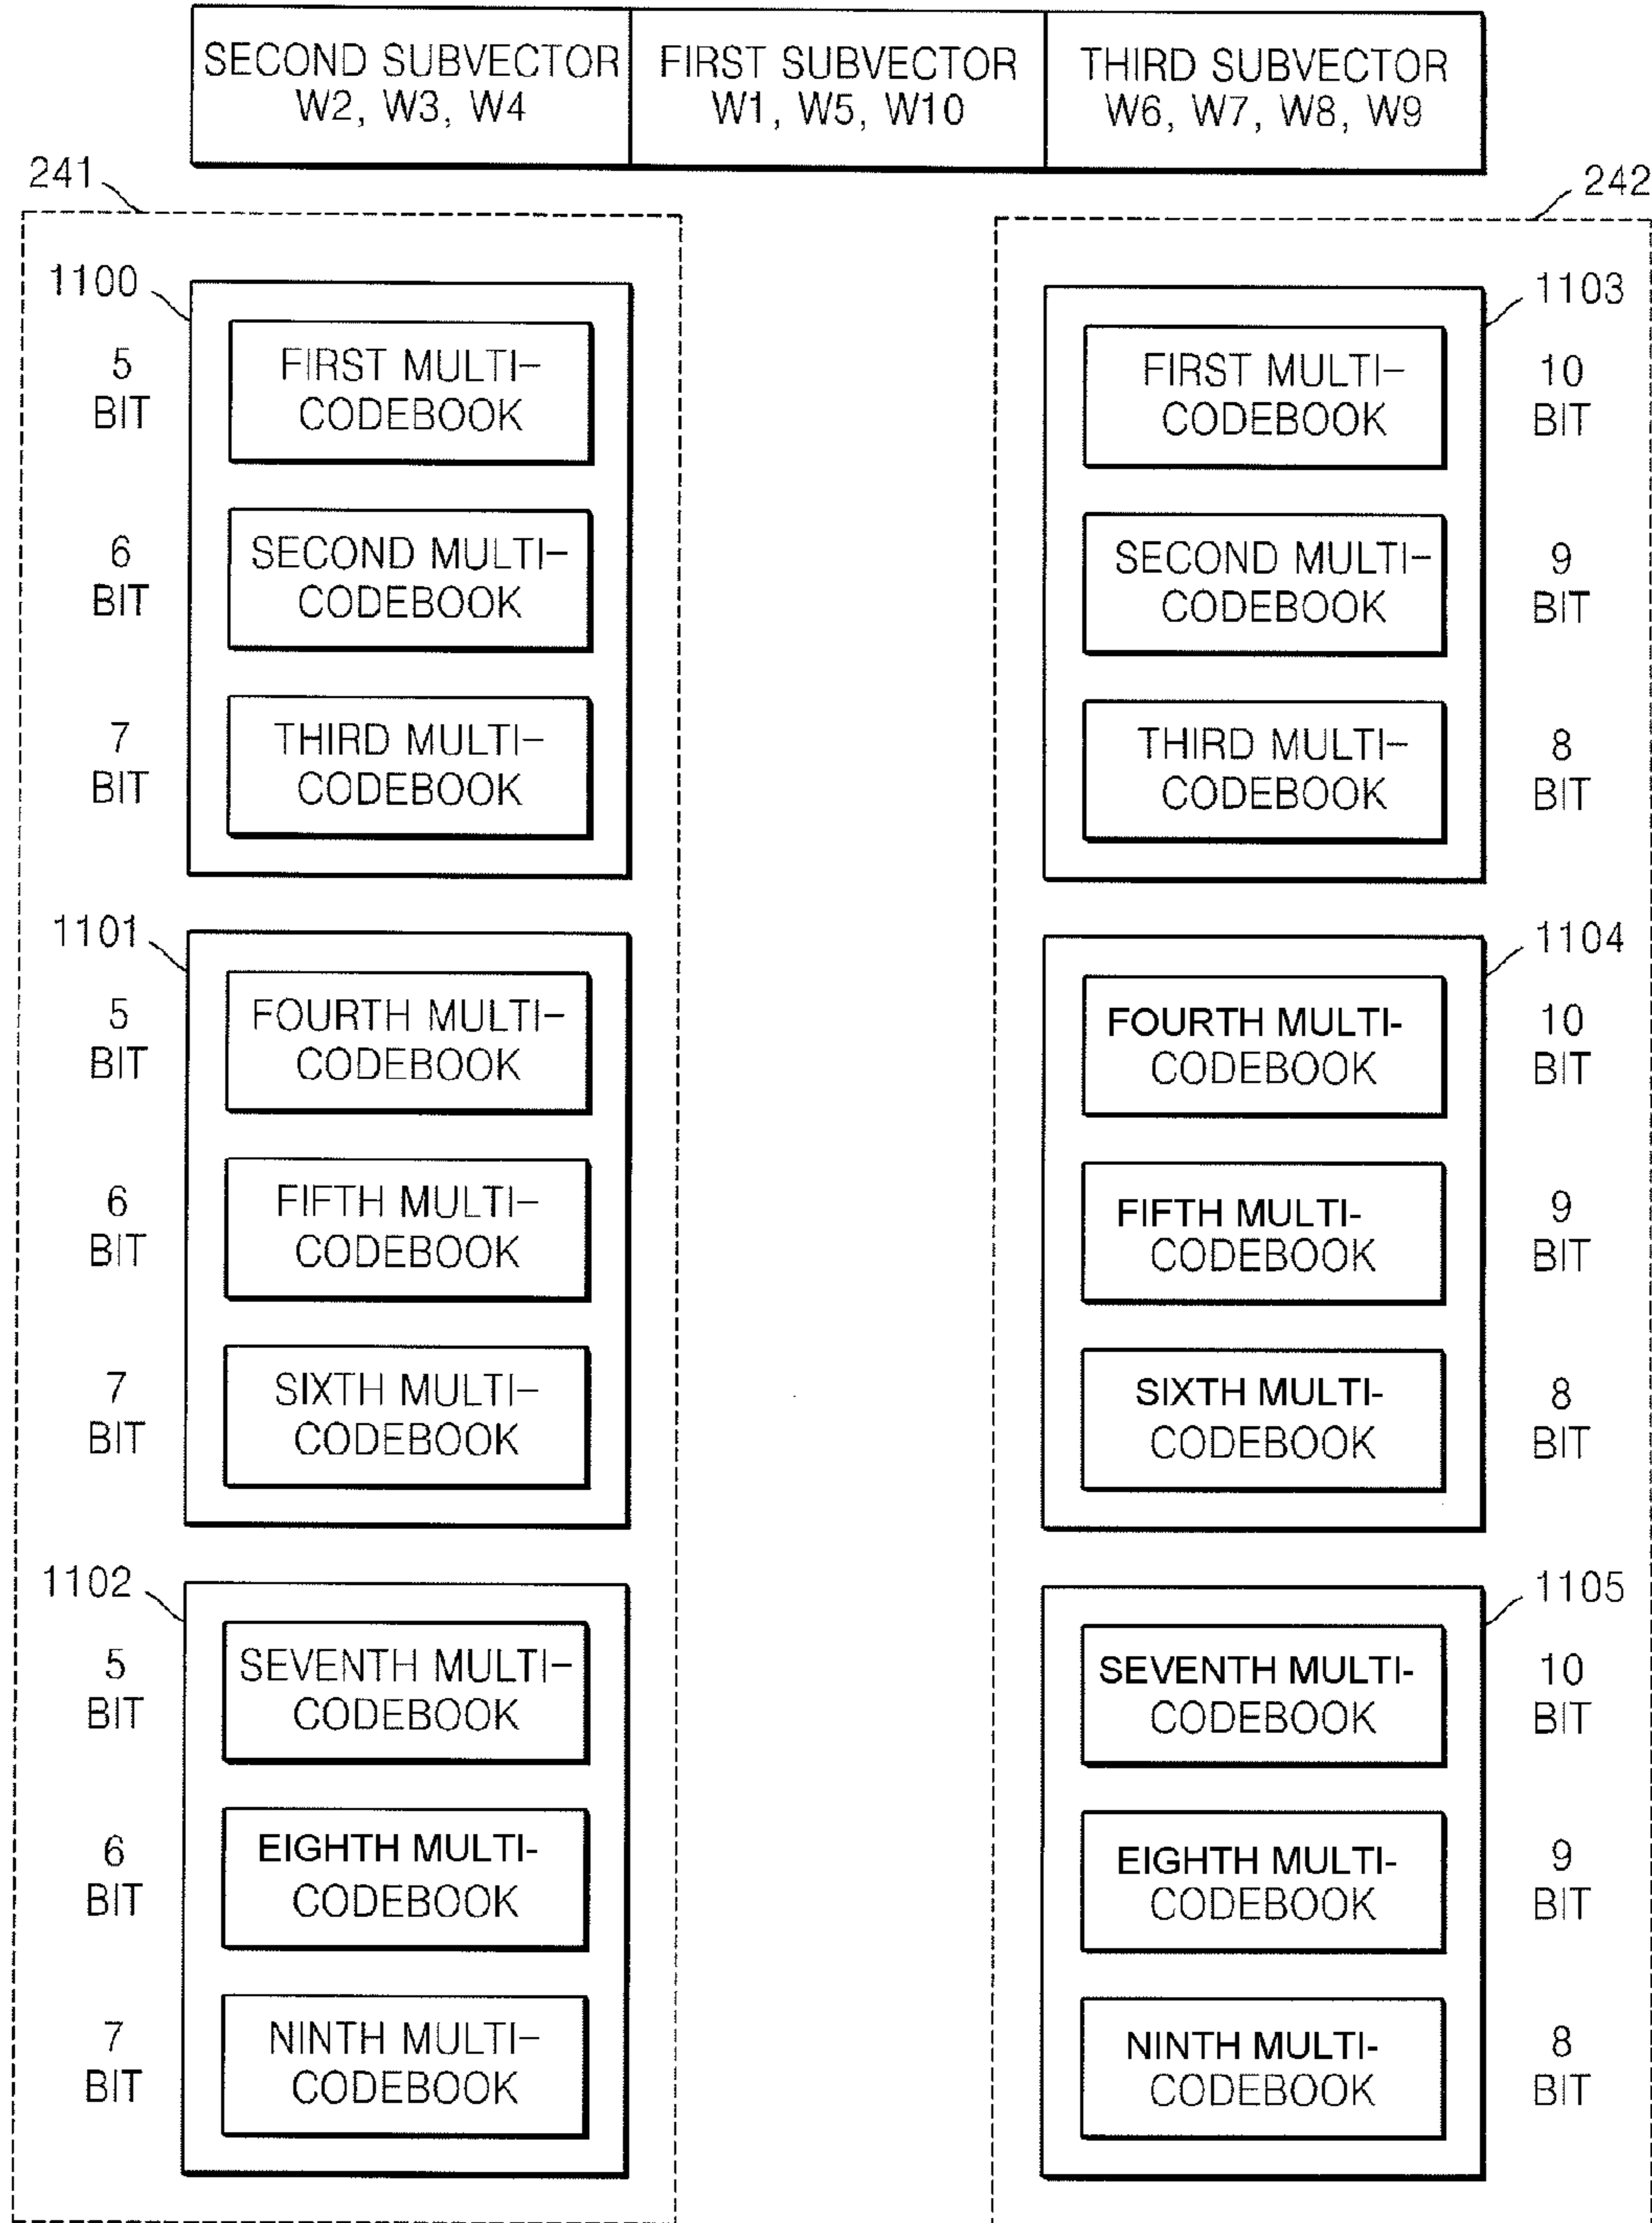 SECOND SUBVECTOR
W2, W3, W4
FIRST SUBVECTOR
W1, W5, W10
THIRD SUBVECTOR
W6, W7, W8, W9
241
1100
5
BIT
FIRST MULTI-
CODEBOOK
6
BIT
SECOND MULTI-
CODEBOOK
7
BIT
THIRD MULTI-
CODEBOOK
1101
5
BIT
FOURTH MULTI-
CODEBOOK
6
BIT
FIFTH MULTI-
CODEBOOK
7
BIT
SIXTH MULTI-
CODEBOOK
1102
5
BIT
SEVENTH MULTI-
CODEBOOK
6
BIT
EIGHTH MULTI-
CODEBOOK
7
BIT
NINTH MULTI-
CODEBOOK
242
1103
FIRST MULTI-
CODEBOOK
10
BIT
SECOND MULTI-
CODEBOOK
9
BIT
THIRD MULTI-
CODEBOOK
8
BIT
1104
FOURTH MULTI-
CODEBOOK
10
BIT
FIFTH MULTI-
CODEBOOK
9
BIT
SIXTH MULTI-
CODEBOOK
8
BIT
1105
SEVENTH MULTI-
CODEBOOK
10
BIT
EIGHTH MULTI-
CODEBOOK
9
BIT
NINTH MULTI-
CODEBOOK
8
BIT